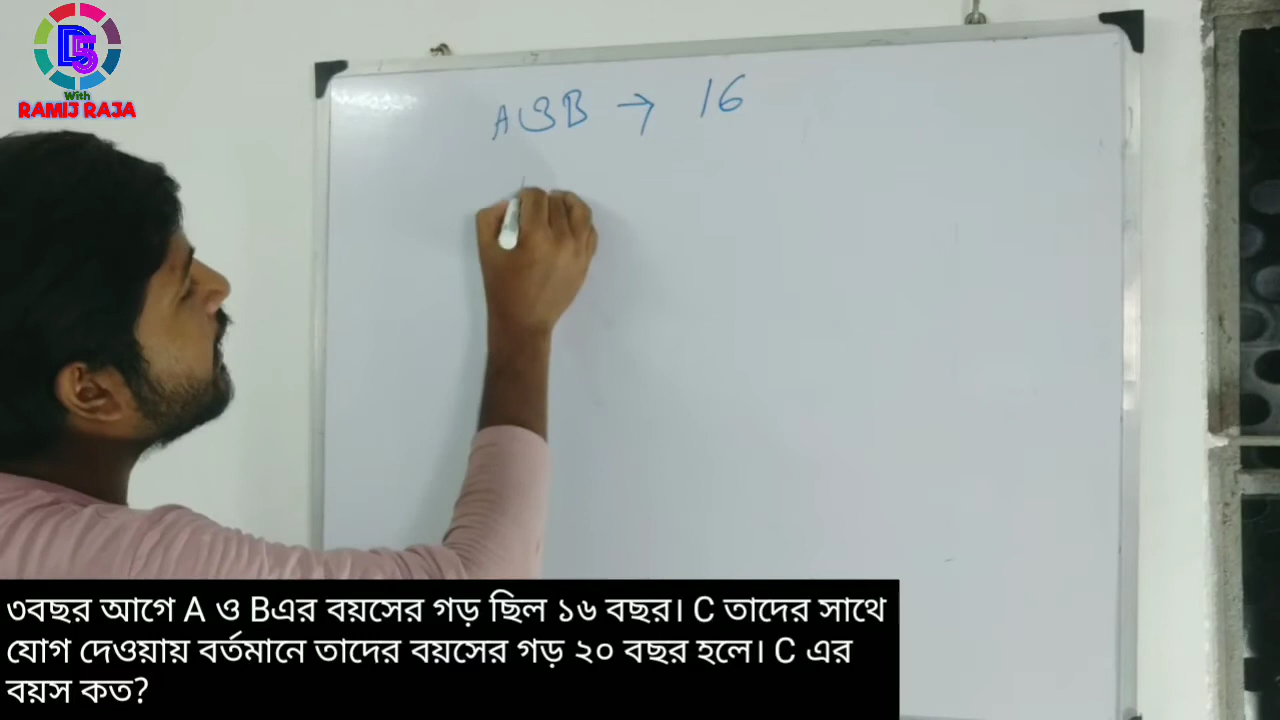 DS
With
RAMIJ RAJA
A ও B → 16
৩বছর আগে A ও Bএর বয়সের গড় ছিল ১৬ বছর। C তাদের সাথে
যোগ দেওয়ায় বর্তমানে তাদের বয়সের গড় ২০ বছর হলে। C এর
বয়স কত?